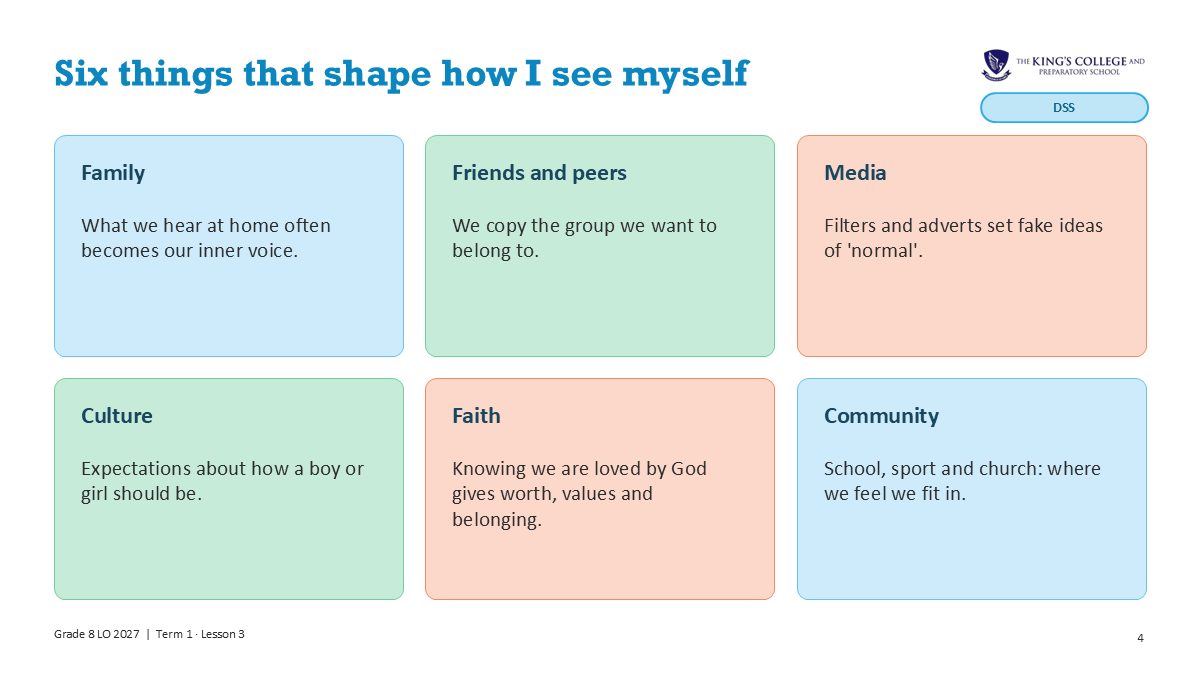 Six things that shape how I see myself
THE KING'S COLLEGE AND
PREPARATORY SCHOOL
DSS
Family
What we hear at home often
becomes our inner voice.
Friends and peers
We copy the group we want to
belong to.
Media
Filters and adverts set fake ideas
of 'normal'.
Culture
Expectations about how a boy or
girl should be.
Faith
Knowing we are loved by God
gives worth, values and
belonging.
Community
School, sport and church: where
we feel we fit in.
Grade 8 LO 2027 | Term 1 · Lesson 3
4